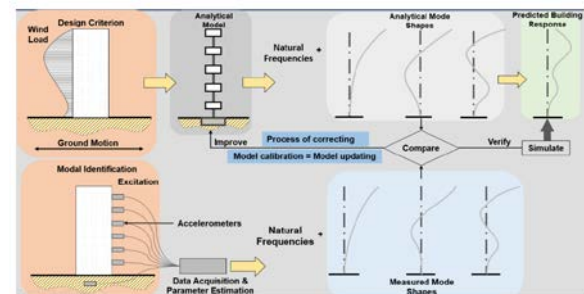 Design Criterion
Wind
Load
Ground Motion
Analytical
Model
Natural
Frequencies
+
Analytical Mode
Shapes
Predicted Building
Response
Improve
Process of correcting
Model calibration = Model updating
Compare
Verify
Simulate
Modal Identification
Excitation
Accelerometers
Data Acquisition &
Parameter Estimation
Natural
Frequencies
+
Measured Mode
Shapes